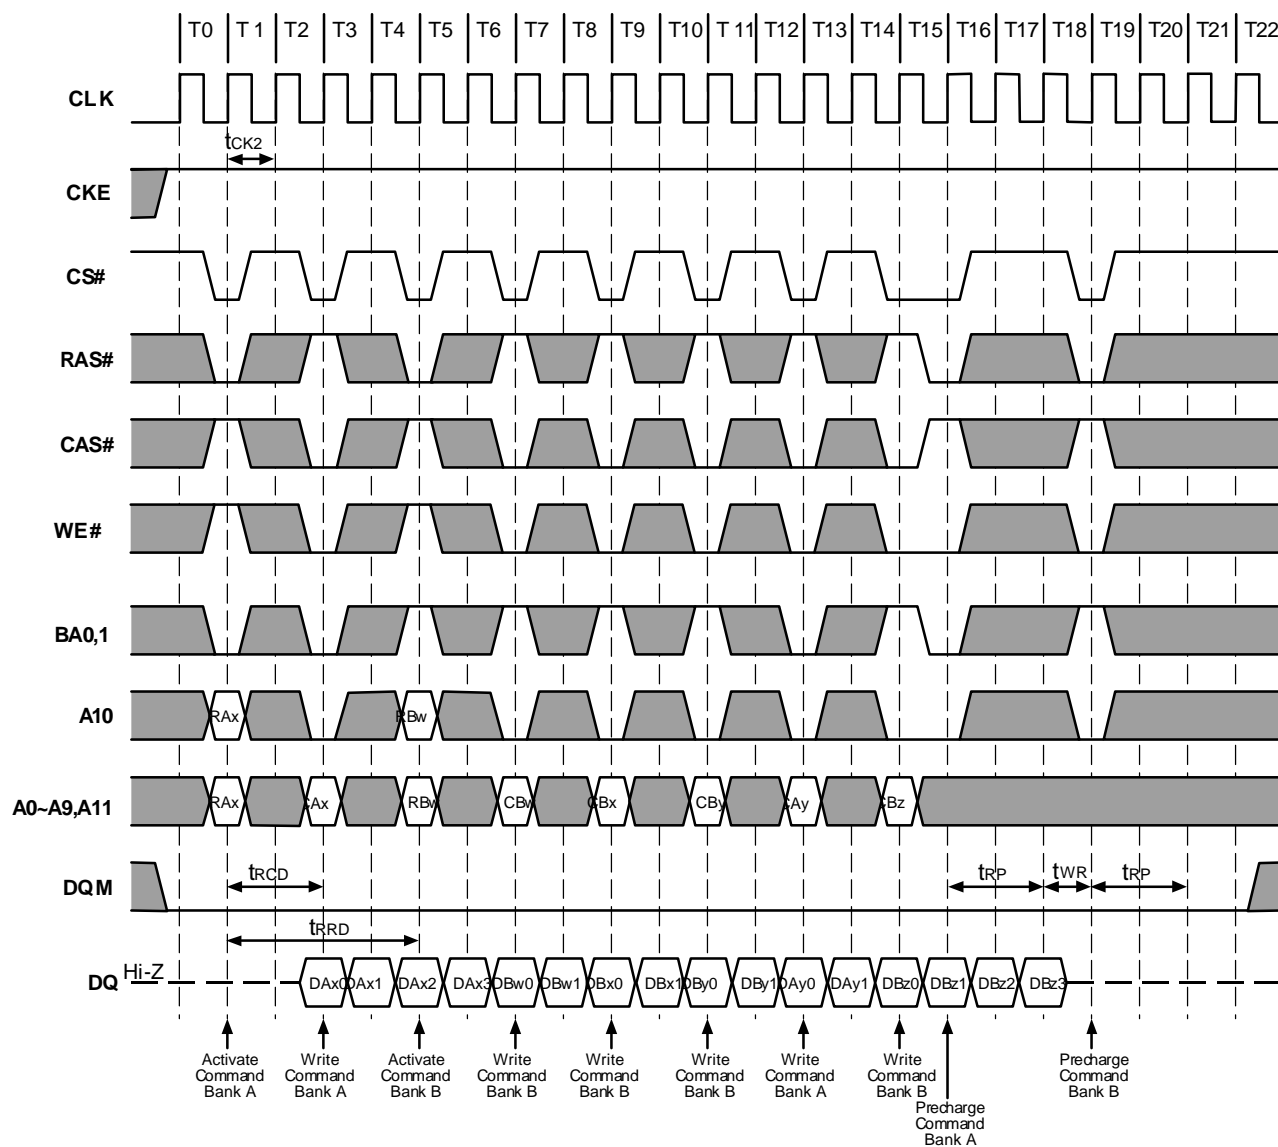 T0 T 1 T2 T3 T4 T5 T6 T7 T8 T9 T10 T 11 T12 T13 T14 T15 T16 T17 T18 T19 T20 T21 T22
CLK
tCK2
CKE
CS#
RAS#
CAS#
WE#
BA0,1
A10 RAx RBw
A0~A9,A11 RAx CAx RBw CBw CBx CBy CAy CBz
DQM tRCD tRP tWR tRP
tRRD
DQ Hi-Z DAx0 DAx1 DAx2 DAx3 DBw0 DBw1 DBx0 DBx1 DBy0 DBy1 DAy0 DAy1 DBz0 DBz1 DBz2 DBz3
Activate
Command
Bank A
Write
Command
Bank A
Activate
Command
Bank B
Write
Command
Bank B
Write
Command
Bank B
Write
Command
Bank B
Write
Command
Bank A
Write
Command
Bank B
Precharge
Command
Bank A
Precharge
Command
Bank B